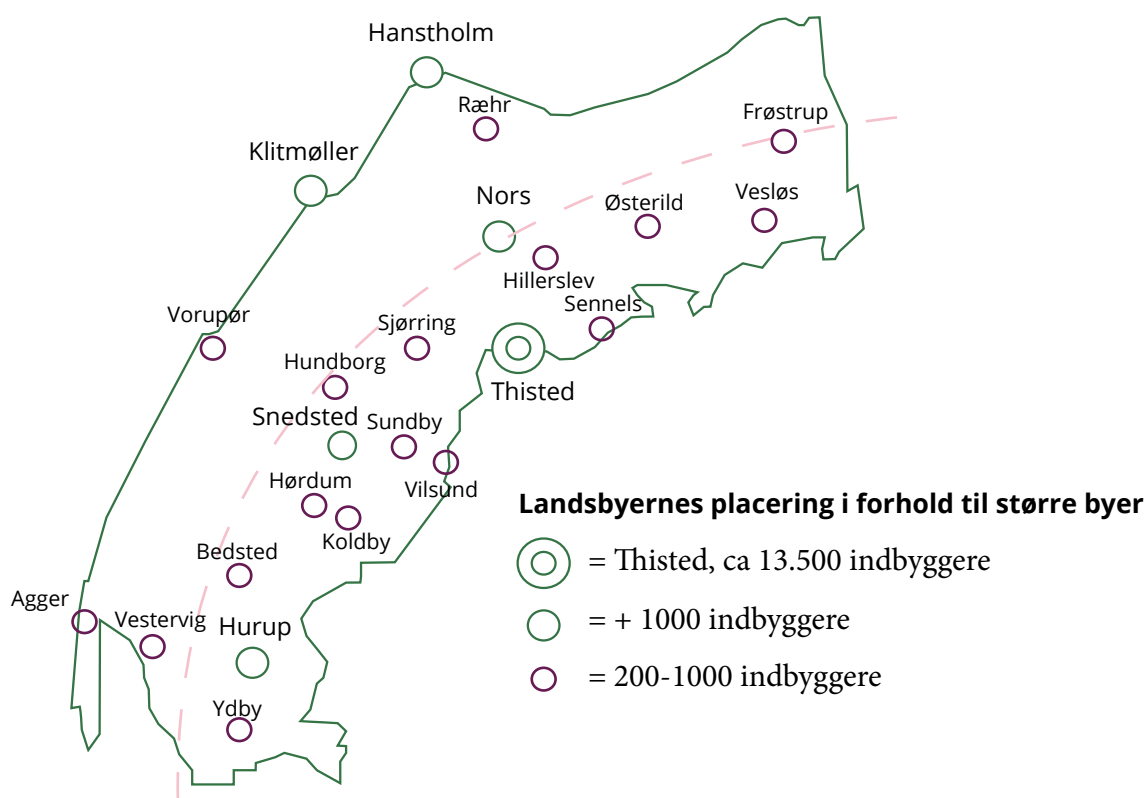 Hanstholm
Ræhr
Frøstrup
Klitmøller
Nors
Østerild
Vesløs
Hillerslev
Sennels
Vorupør
Sjørring
Hundborg
Thisted
Snedsted
Sundby
Hørdum
Vilsund
Koldby
Bedsted
Agger
Vestervig
Hurup
Ydby
Landsbyernes placering i forhold til større byer
= Thisted, ca 13.500 indbyggere
= + 1000 indbyggere
= 200-1000 indbyggere